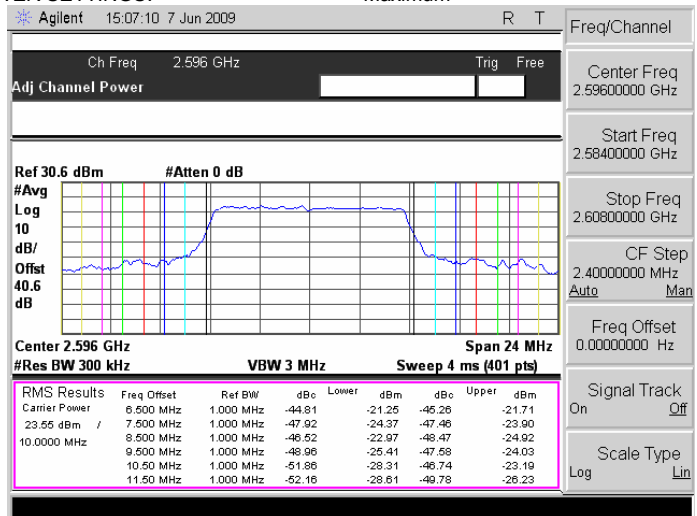 Maximum
Agilent 15:07:10 7 Jun 2009 R T
Ch Freq 2.596 GHz Trig Free
Adj Channel Power
Ref 30.6 dBm #Atten 0 dB
#Avg
Log
10
dB/
Offst
40.6
dB
Center 2.596 GHz Span 24 MHz
#Res BW 300 kHz VBW 3 MHz Sweep 4 ms (401 pts)
RMS Results Freq Offset Ref BW dBc Lower dBm dBc Upper dBm
Carrier Power 6.500 MHz 1.000 MHz -44.81 -21.25 -45.26 -21.71
23.55 dBm / 7.500 MHz 1.000 MHz -47.92 -24.37 -47.46 -23.90
10.0000 MHz 8.500 MHz 1.000 MHz -46.52 -22.97 -48.47 -24.92
9.500 MHz 1.000 MHz -48.96 -25.41 -47.58 -24.03
10.50 MHz 1.000 MHz -51.86 -28.31 -46.74 -23.19
11.50 MHz 1.000 MHz -52.16 -28.61 -49.78 -26.23
Freq/Channel
Center Freq
2.59600000 GHz
Start Freq
2.58400000 GHz
Stop Freq
2.60800000 GHz
CF Step
2.40000000 MHz
Auto Man
Freq Offset
0.00000000 Hz
Signal Track
On Off
Scale Type
Log Lin